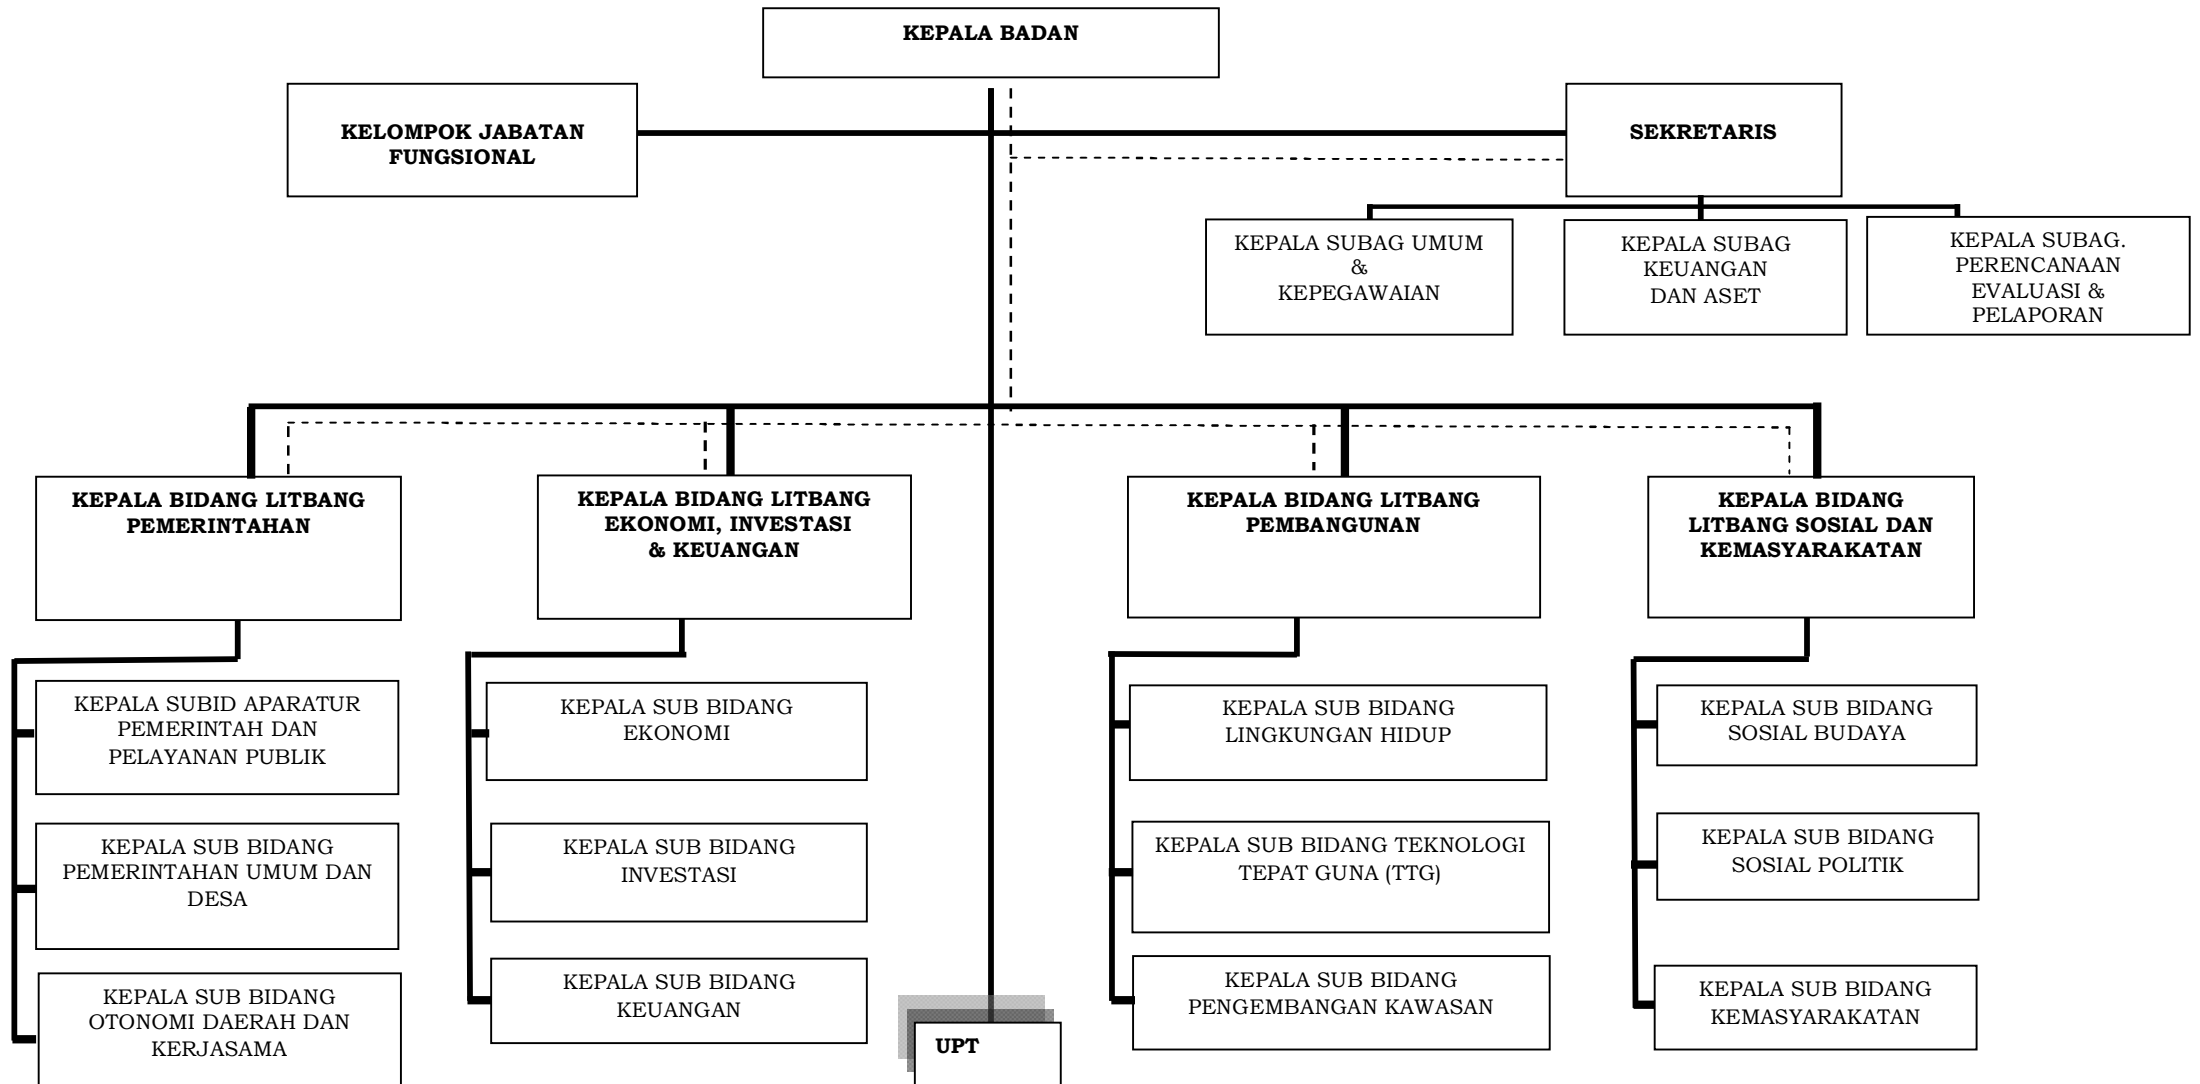 KEPALA BADAN
KELOMPOK JABATAN
FUNGSIONAL
SEKRETARIS
KEPALA SUBAG UMUM
&
KEPEGAWAIAN
KEPALA SUBAG
KEUANGAN
DAN ASET
KEPALA SUBAG.
PERENCANAAN
EVALUASI &
PELAPORAN
KEPALA BIDANG LITBANG
PEMERINTAHAN
KEPALA BIDANG LITBANG
EKONOMI, INVESTASI
& KEUANGAN
KEPALA BIDANG LITBANG
PEMBANGUNAN
KEPALA BIDANG
LITBANG SOSIAL DAN
KEMASYARAKATAN
KEPALA SUBID APARATUR
PEMERINTAH DAN
PELAYANAN PUBLIK
KEPALA SUB BIDANG
PEMERINTAHAN UMUM DAN
DESA
KEPALA SUB BIDANG
OTONOMI DAERAH DAN
KERJASAMA
KEPALA SUB BIDANG
EKONOMI
KEPALA SUB BIDANG
INVESTASI
KEPALA SUB BIDANG
KEUANGAN
UPT
KEPALA SUB BIDANG
LINGKUNGAN HIDUP
KEPALA SUB BIDANG TEKNOLOGI
TEPAT GUNA (TTG)
KEPALA SUB BIDANG
PENGEMBANGAN KAWASAN
KEPALA SUB BIDANG
SOSIAL BUDAYA
KEPALA SUB BIDANG
SOSIAL POLITIK
KEPALA SUB BIDANG
KEMASYARAKATAN